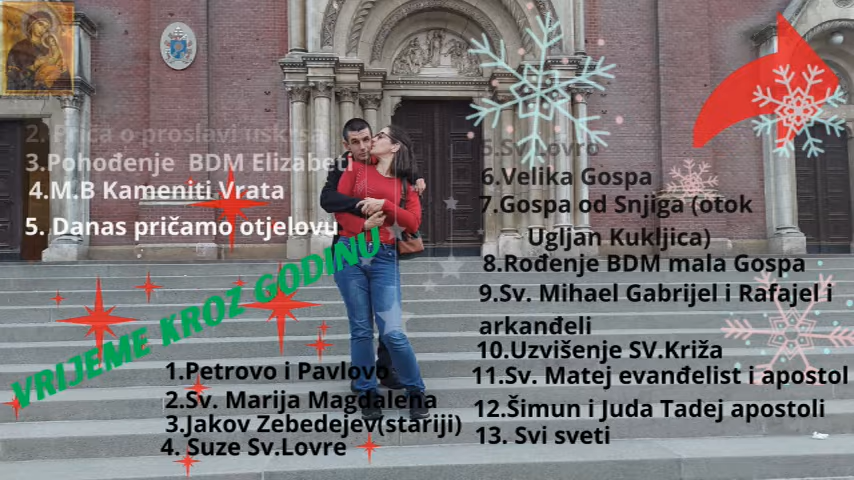 2. Priča o proslavi uskrsa
3.Pohođenje BDM Elizabeti
4.M.B Kameniti Vrata
5. Danas pričamo otjelovu
VRIJEME KROZ GODINU
1.Petrovo i Pavlovo
2.Sv. Marija Magdalena
3.Jakov Zebedejev(stariji)
4. Suze Sv.Lovre
5.Sv.Lovro
6.Velika Gospa
7.Gospa od Snjiga (otok
Ugljan Kukljica)
8.Rođenje BDM mala Gospa
9.Sv. Mihael Gabrijel i Rafajel i
arkanđeli
10.Uzvišenje SV.Križa
11.Sv. Matej evanđelist i apostol
12.Šimun i Juda Tadej apostoli
13. Svi sveti